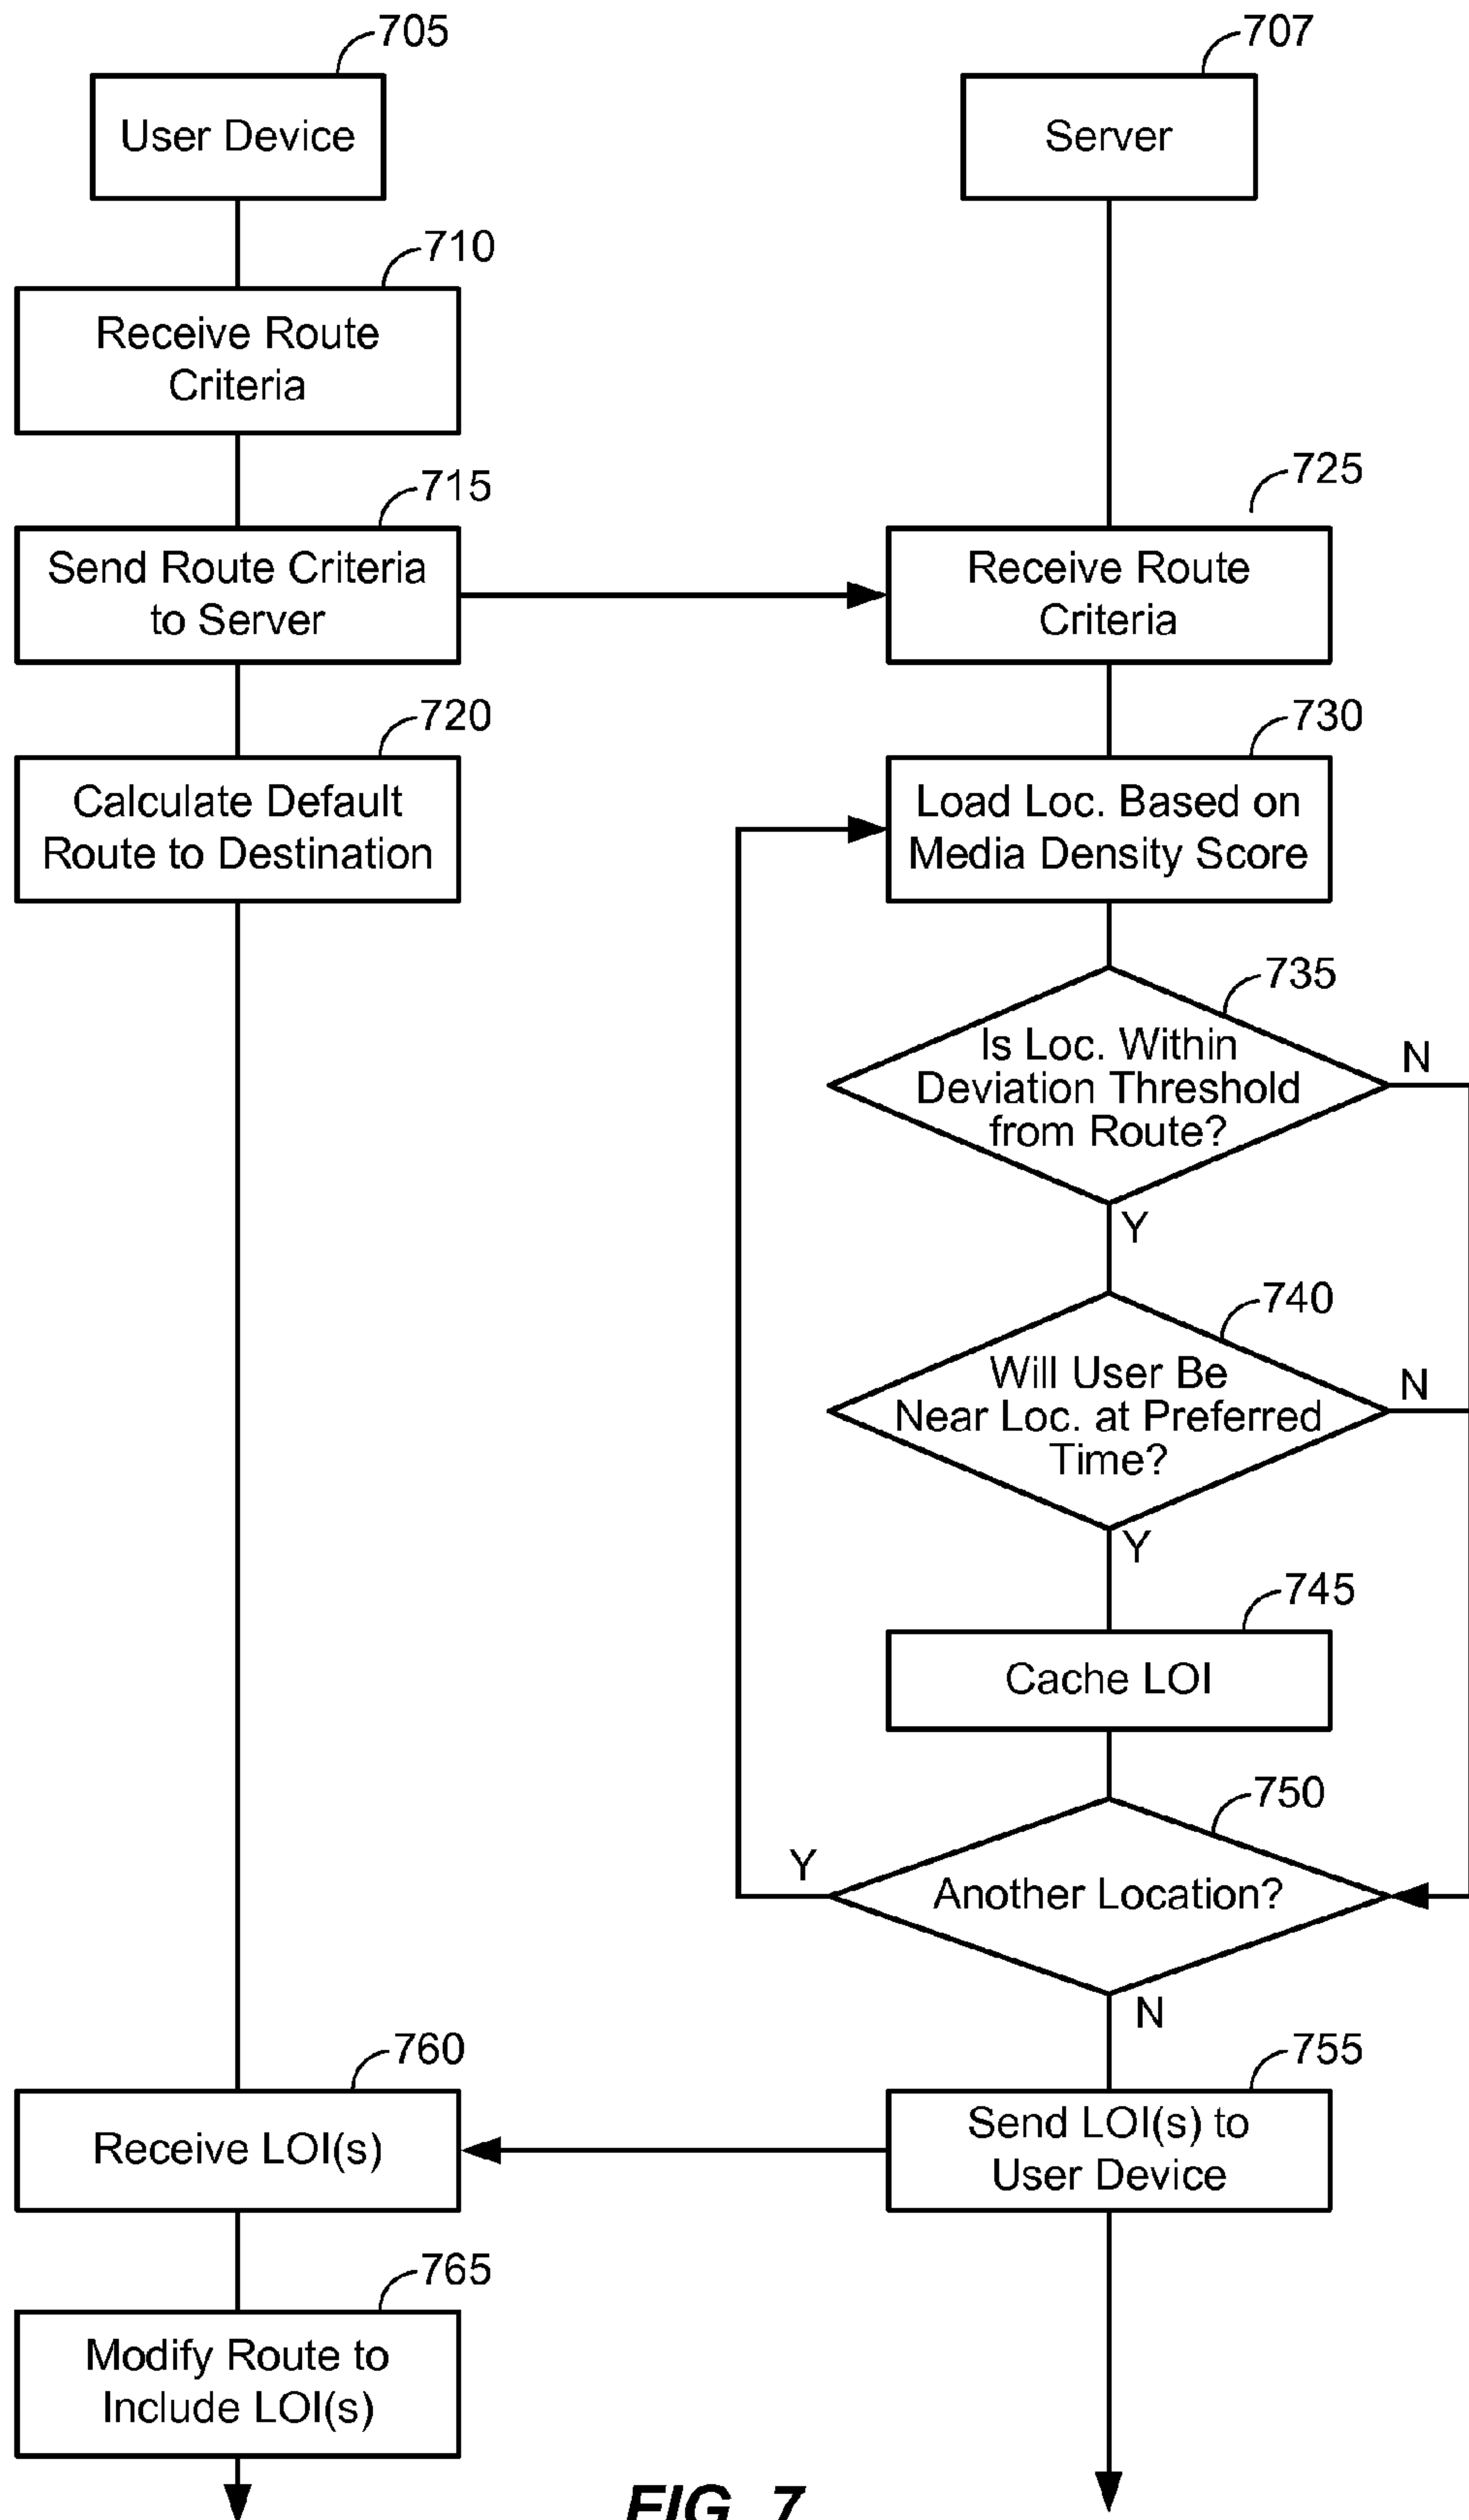 705
User Device
707
Server
710
Receive Route
Criteria
715
Send Route Criteria
to Server
725
Receive Route
Criteria
720
Calculate Default
Route to Destination
730
Load Loc. Based on
Media Density Score
735
Is Loc. Within
Deviation Threshold
from Route?
N
Y
740
Will User Be
Near Loc. at Preferred
Time?
N
Y
745
Cache LOI
750
Another Location?
Y
N
760
Receive LOI(s)
755
Send LOI(s) to
User Device
765
Modify Route to
Include LOI(s)
FIG. 7